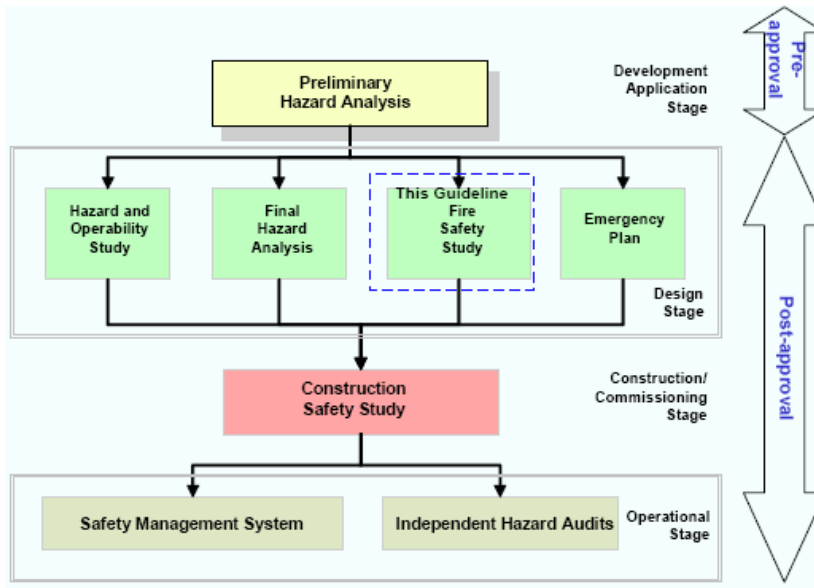 Preliminary
Hazard Analysis
Development
Application
Stage
Pre-
approval
Hazard and
Operability
Study
Final
Hazard
Analysis
This Guideline
Fire
Safety
Study
Emergency
Plan
Design
Stage
Post-approval
Construction
Safety Study
Construction/
Commissioning
Stage
Safety Management System
Independent Hazard Audits
Operational
Stage